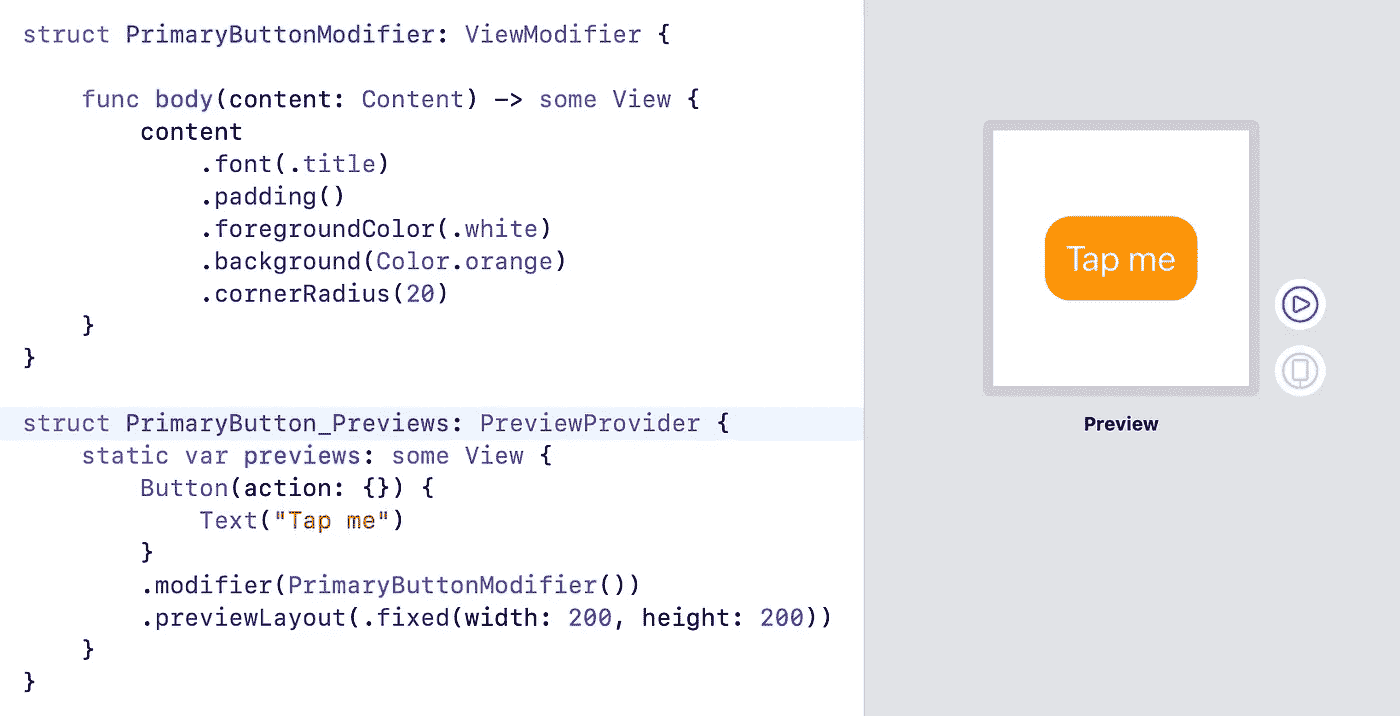 struct PrimaryButtonModifier: ViewModifier {
    func body(content: Content) -> some View {
        content
            .font(.title)
            .padding()
            .foregroundColor(.white)
            .background(Color.orange)
            .cornerRadius(20)
    }
}
struct PrimaryButton_Previews: PreviewProvider {
    static var previews: some View {
        Button(action: {}) {
            Text("Tap me")
        }
        .modifier(PrimaryButtonModifier())
        .previewLayout(.fixed(width: 200, height: 200))
    }
}
Tap me
Preview